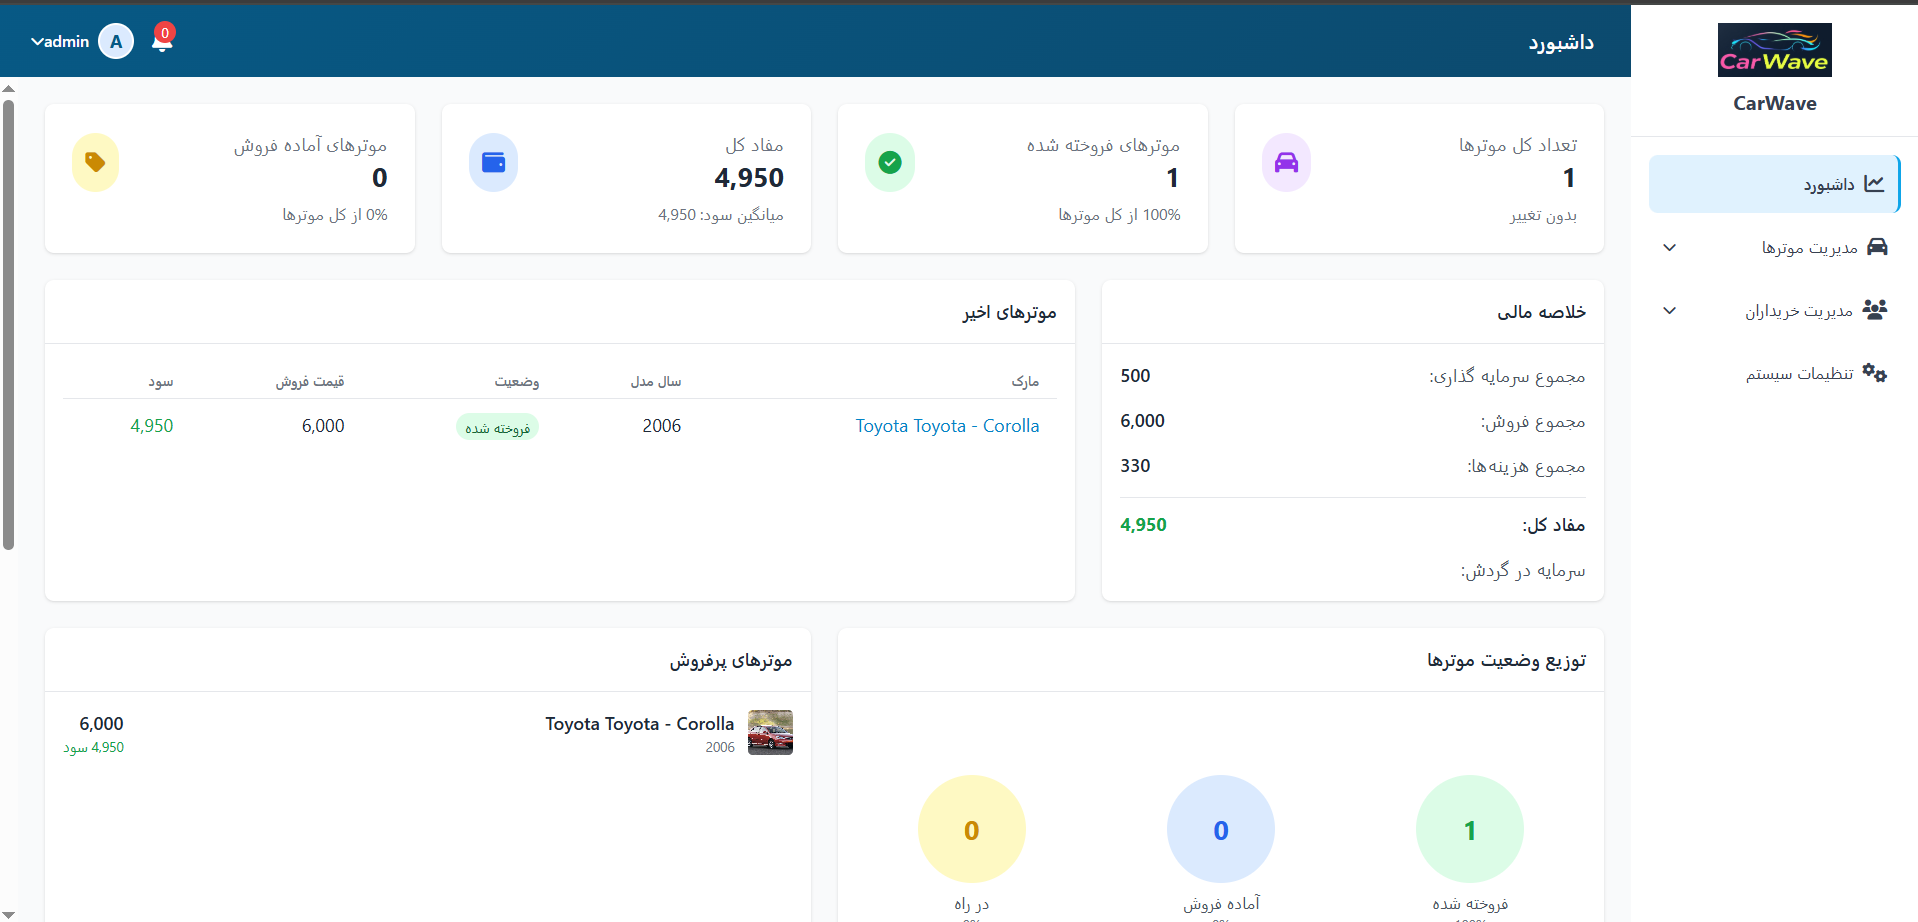 داشبورد
0
A
admin
CarWave
CarWave
داشبورد
مدیریت موترها
مدیریت خریداران
تنظیمات سیستم
تعداد کل موترها
1
بدون تغییر
موترهای فروخته شده
1
100% از کل موترها
مفاد کل
4,950
میانگین سود: 4,950
موترهای آماده فروش
0
0% از کل موترها
خلاصه مالی
مجموع سرمایه گذاری: 500
مجموع فروش: 6,000
مجموع هزینه‌ها: 330
مفاد کل: 4,950
سرمایه در گردش:
موترهای اخیر
مارک سال مدل وضعیت قیمت فروش سود
Toyota Toyota - Corolla 2006 فروخته شده 6,000 4,950
توزیع وضعیت موترها
1
فروخته شده
0
آماده فروش
0
در راه
موترهای پرفروش
Toyota Toyota - Corolla 6,000
2006 4,950 سود